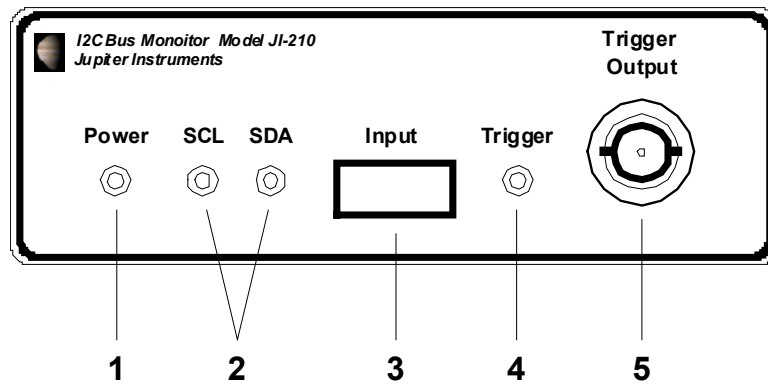 I2C Bus Monoitor Model JI-210
Jupiter Instruments
Trigger
Output
Power SCL SDA Input Trigger
1 2 3 4 5